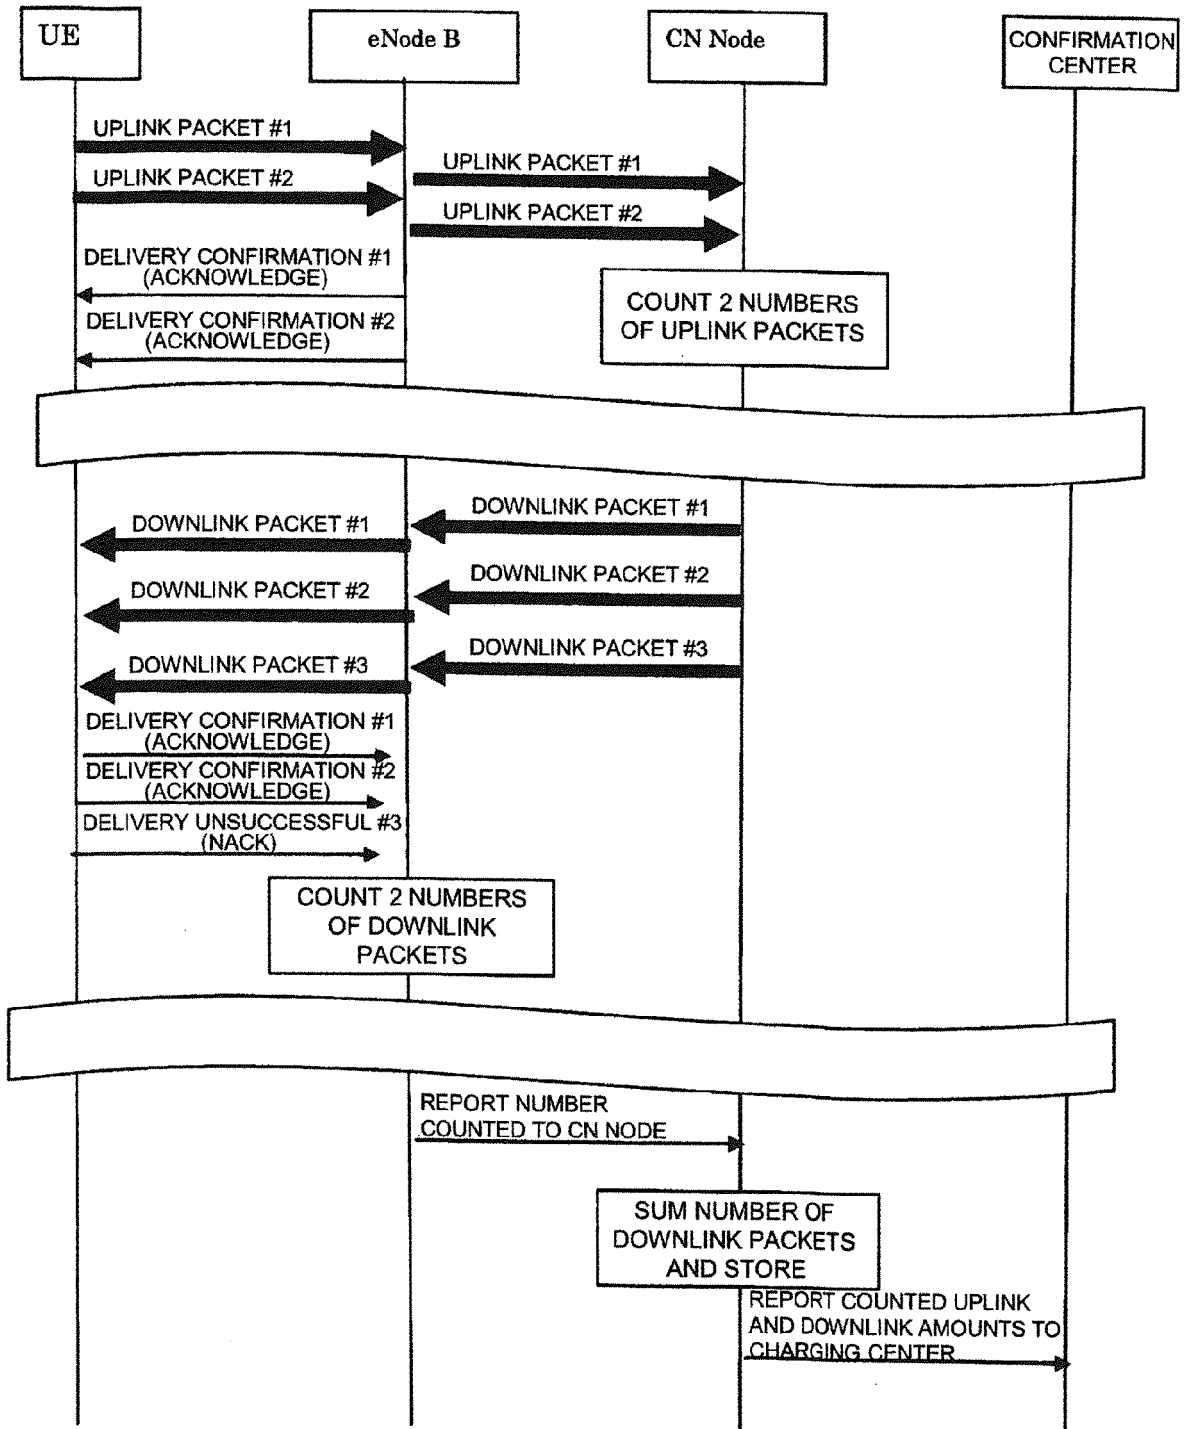 UE
eNode B
CN Node
CONFIRMATION
CENTER
UPLINK PACKET #1
UPLINK PACKET #1
UPLINK PACKET #2
UPLINK PACKET #2
DELIVERY CONFIRMATION #1
(ACKNOWLEDGE)
COUNT 2 NUMBERS
OF UPLINK PACKETS
DELIVERY CONFIRMATION #2
(ACKNOWLEDGE)
DOWNLINK PACKET #1
DOWNLINK PACKET #1
DOWNLINK PACKET #2
DOWNLINK PACKET #2
DOWNLINK PACKET #3
DOWNLINK PACKET #3
DELIVERY CONFIRMATION #1
(ACKNOWLEDGE)
DELIVERY CONFIRMATION #2
(ACKNOWLEDGE)
DELIVERY UNSUCCESSFUL #3
(NACK)
COUNT 2 NUMBERS
OF DOWNLINK
PACKETS
REPORT NUMBER
COUNTED TO CN NODE
SUM NUMBER OF
DOWNLINK PACKETS
AND STORE
REPORT COUNTED UPLINK
AND DOWNLINK AMOUNTS TO
CHARGING CENTER